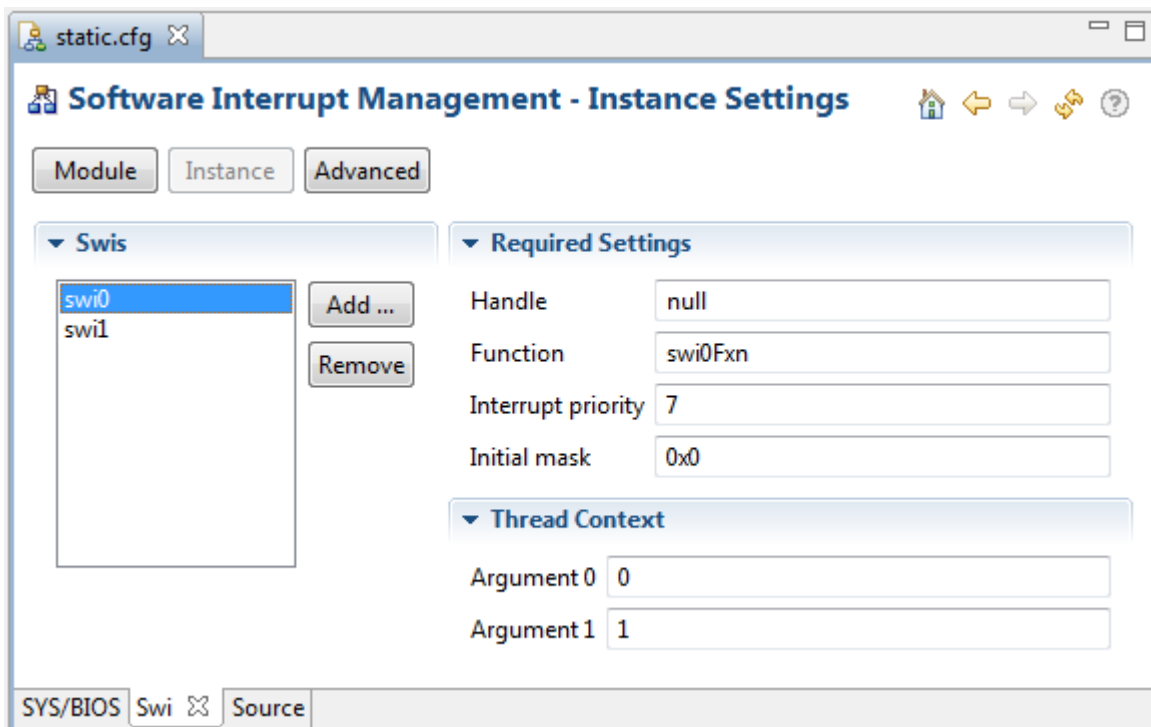 static.cfg
Software Interrupt Management - Instance Settings
Module Instance Advanced
Swis
swi0
swi1
Add ...
Remove
Required Settings
Handle null
Function swi0Fxn
Interrupt priority 7
Initial mask 0x0
Thread Context
Argument 0 0
Argument 1 1
SYS/BIOS Swi Source